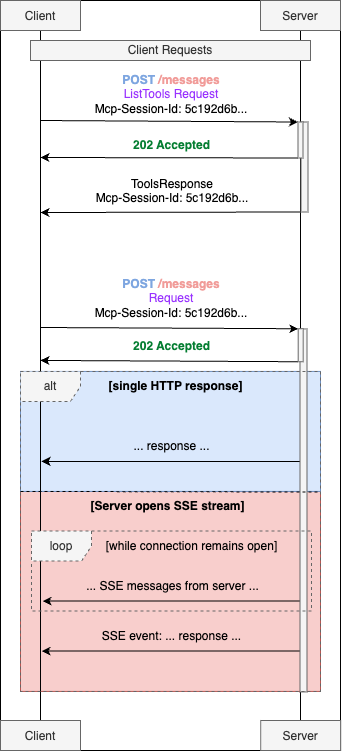 Client
Server
Client Requests
POST /messages
ListTools Request
Mcp-Session-Id: 5c192d6b...
202 Accepted
ToolsResponse
Mcp-Session-Id: 5c192d6b...
POST /messages
Request
Mcp-Session-Id: 5c192d6b...
202 Accepted
alt
[single HTTP response]
... response ...
[Server opens SSE stream]
loop
[while connection remains open]
... SSE messages from server ...
SSE event: ... response ...
Client
Server